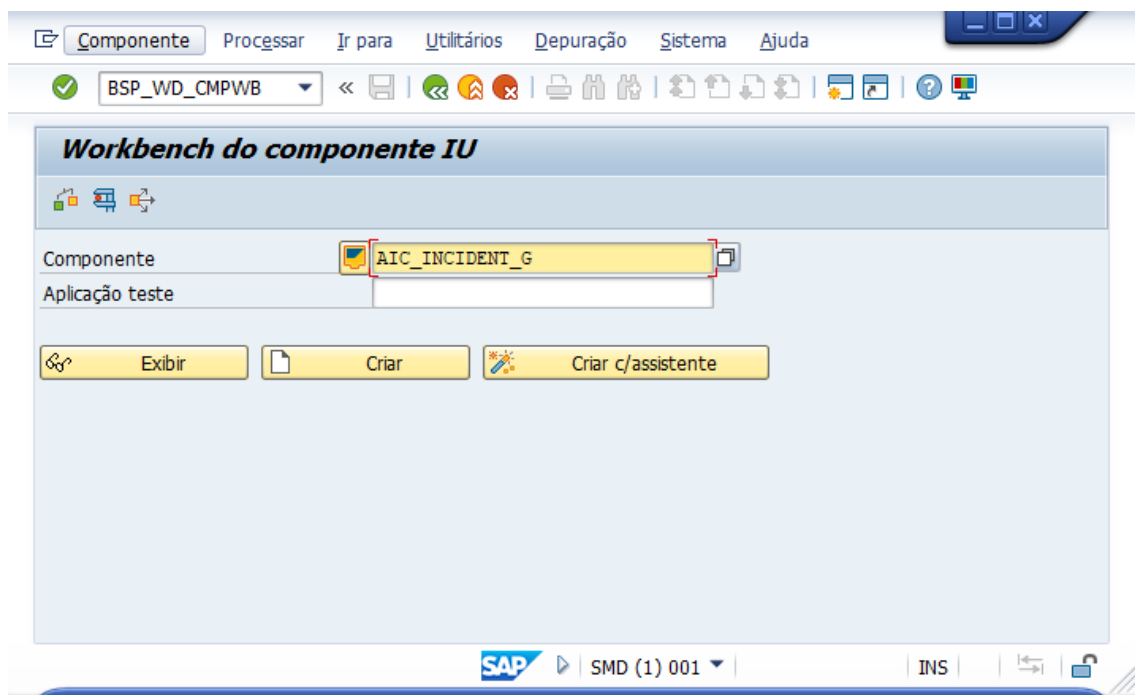 Componente Processar Ir para Utilitários Depuração Sistema Ajuda
BSP_WD_CMPWB
Workbench do componente IU
Componente AIC_INCIDENT_G
Aplicação teste
Exibir Criar Criar c/assistente
SAP SMD (1) 001 INS